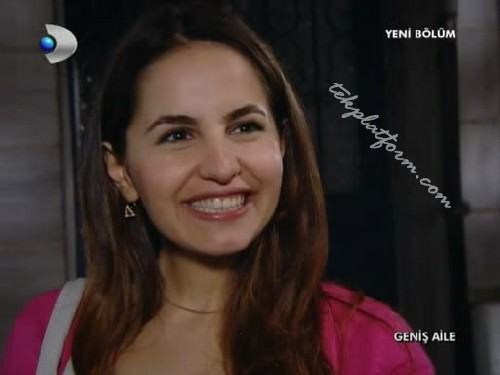 YENİ BÖLÜM
tekplatform.com
GENİŞ AİLE